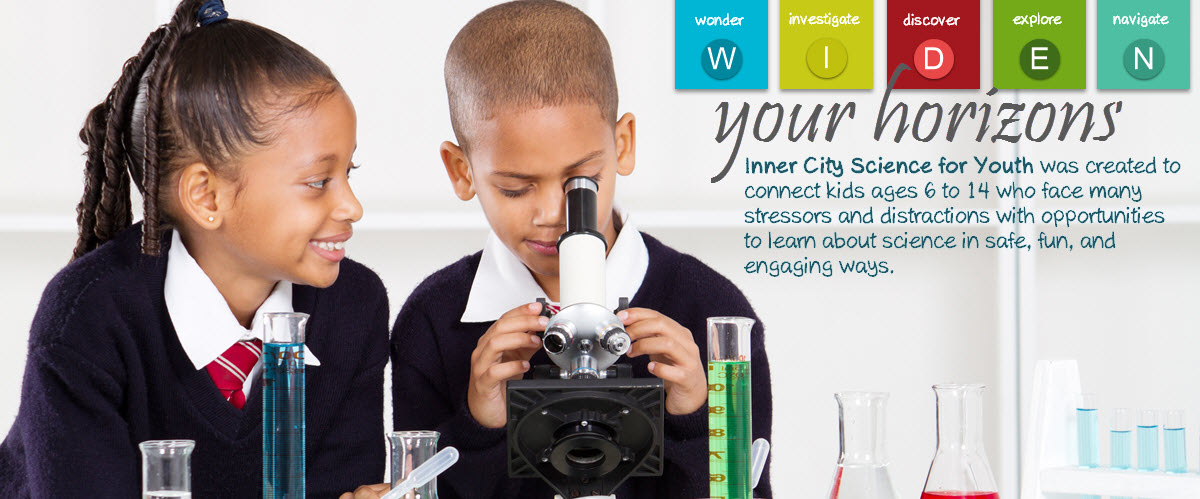 wonder investigate discover explore navigate
W I D E N
your horizons
Inner City Science for Youth was created to
connect kids ages 6 to 14 who face many
stressors and distractions with opportunities
to learn about science in safe, fun, and
engaging ways.